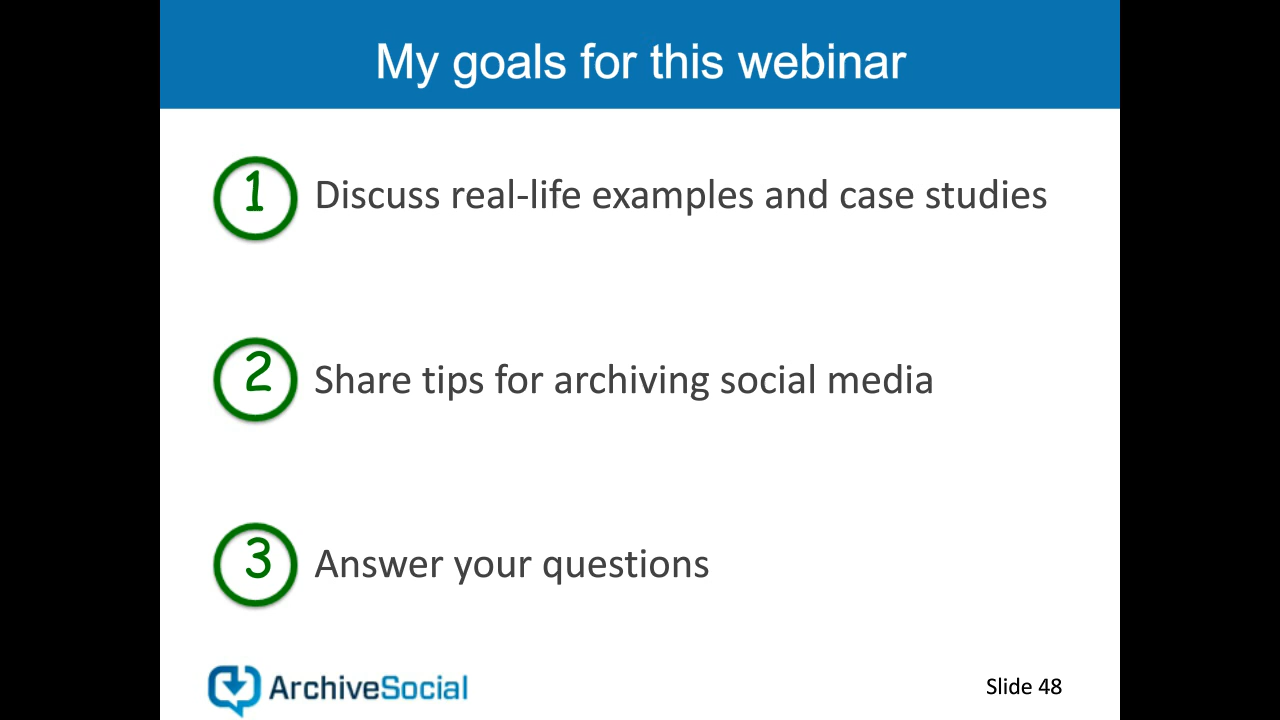 My goals for this webinar
1 Discuss real-life examples and case studies
2 Share tips for archiving social media
3 Answer your questions
ArchiveSocial Slide 48